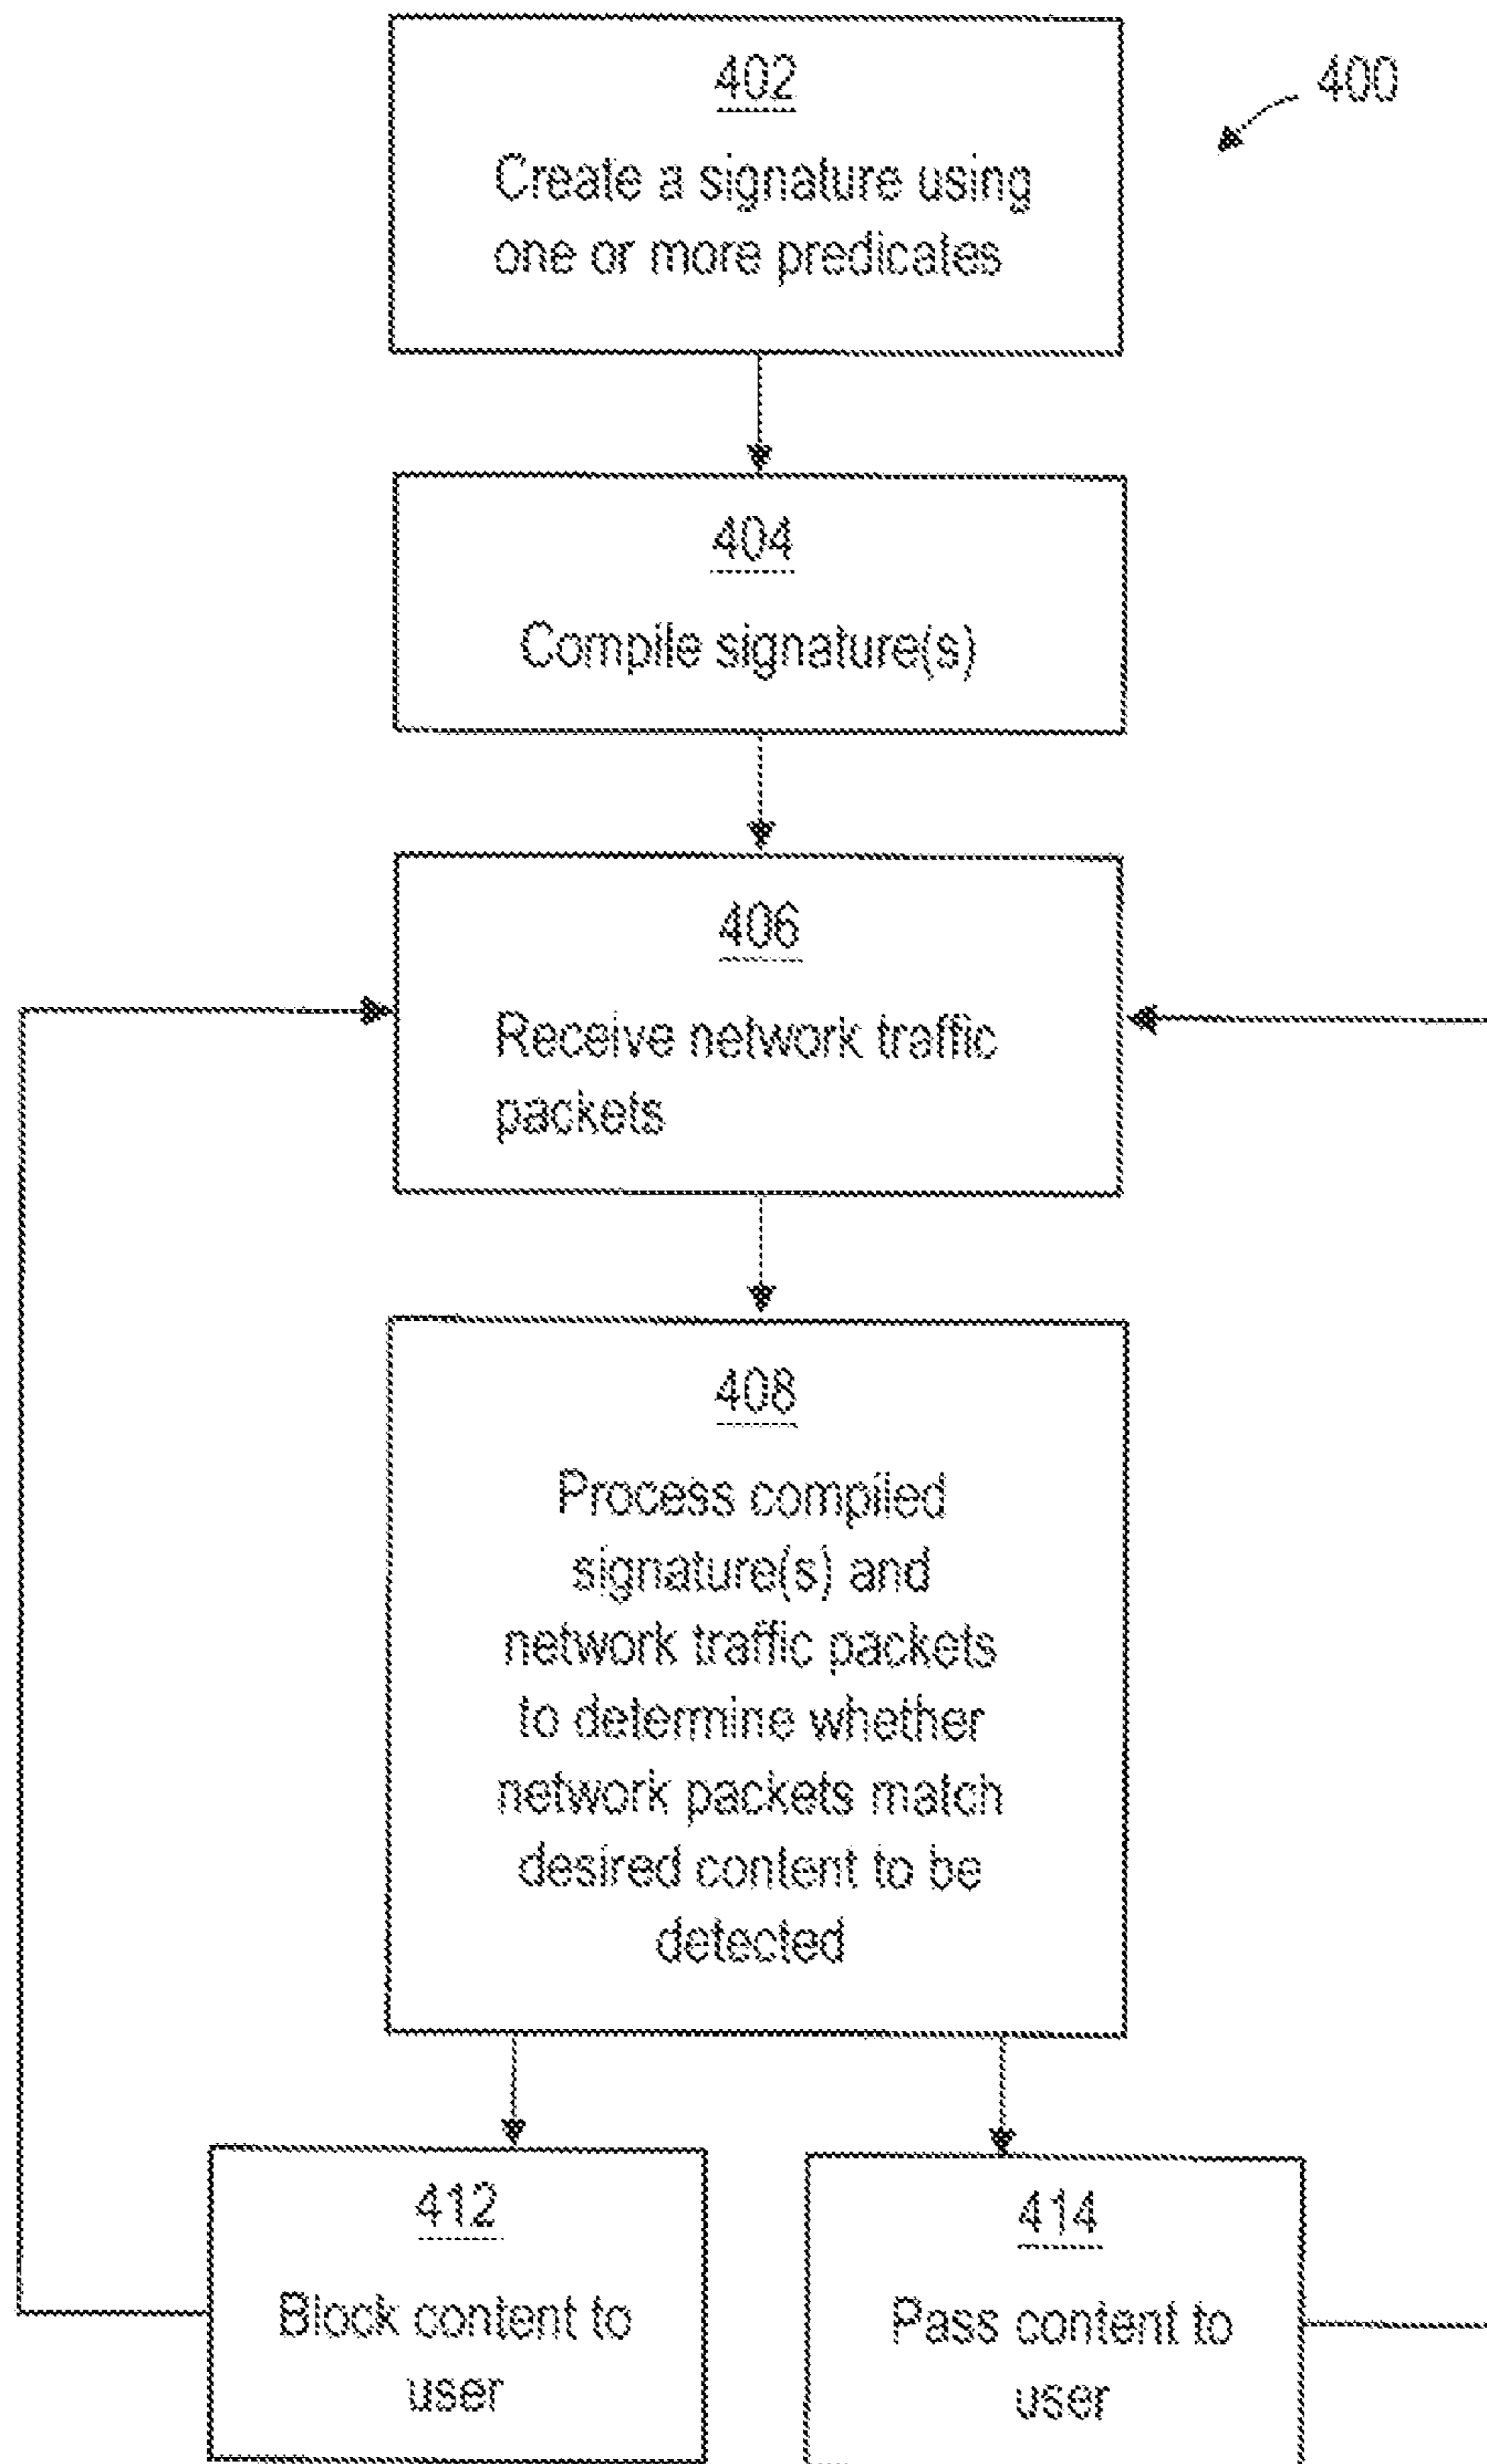 402
400
Create a signature using
one or more predicates
404
Compile signature(s)
406
Receive network traffic
packets
408
Process compiled
signature(s) and
network traffic packets
to determine whether
network packets match
desired content to be
detected
412
Block content to
user
414
Pass content to
user